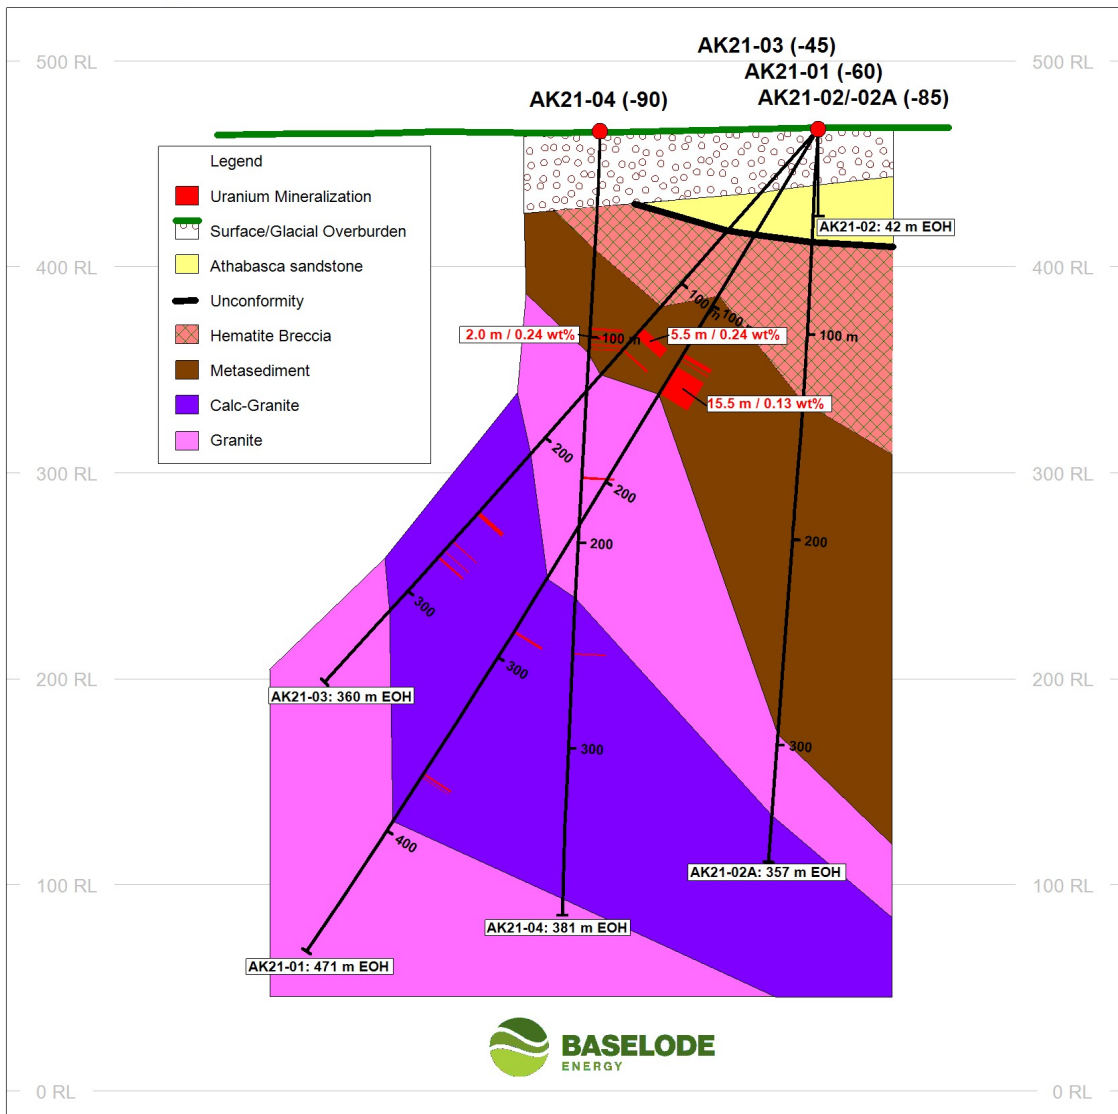 AK21-03 (-45)
500 RL
500 RL
AK21-01 (-60)
AK21-04 (-90)
AK21-02/-02A (-85)
Legend
Uranium Mineralization
Surface/Glacial Overburden
Athabasca sandstone
Unconformity
Hematite Breccia
Metasediment
Calc-Granite
Granite
AK21-02: 42 m EOH
400 RL
400 RL
100 m
100 m
2.0 m / 0.24 wt%
100 m
5.5 m / 0.24 wt%
100 m
15.5 m / 0.13 wt%
200
300 RL
300 RL
200
200
200
300
200 RL
200 RL
300
AK21-03: 360 m EOH
300
300
400
AK21-02A: 357 m EOH
100 RL
100 RL
AK21-04: 381 m EOH
AK21-01: 471 m EOH
BASELODE
ENERGY
0 RL
0 RL